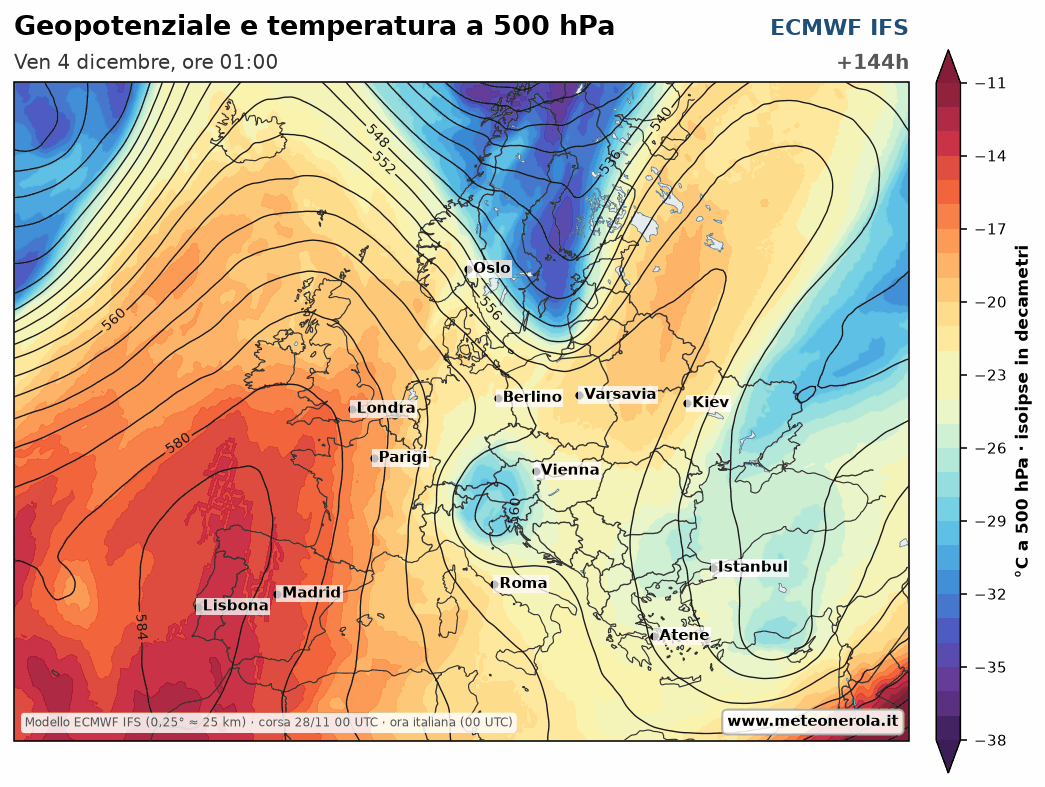 Geopotenziale e temperatura a 500 hPa
ECMWF IFS
Ven 4 dicembre, ore 01:00
+144h
−11
−14
−17
−20
−23
−26
−29
−32
−35
−38
°C a 500 hPa · isoipse in decametri
548
552
540
536
556
560
580
560
584
Oslo
Londra
Berlino
Varsavia
Kiev
Parigi
Vienna
Roma
Istanbul
Madrid
Lisbona
Atene
Modello ECMWF IFS (0,25° ≈ 25 km) · corsa 28/11 00 UTC · ora italiana (00 UTC)
www.meteonerola.it